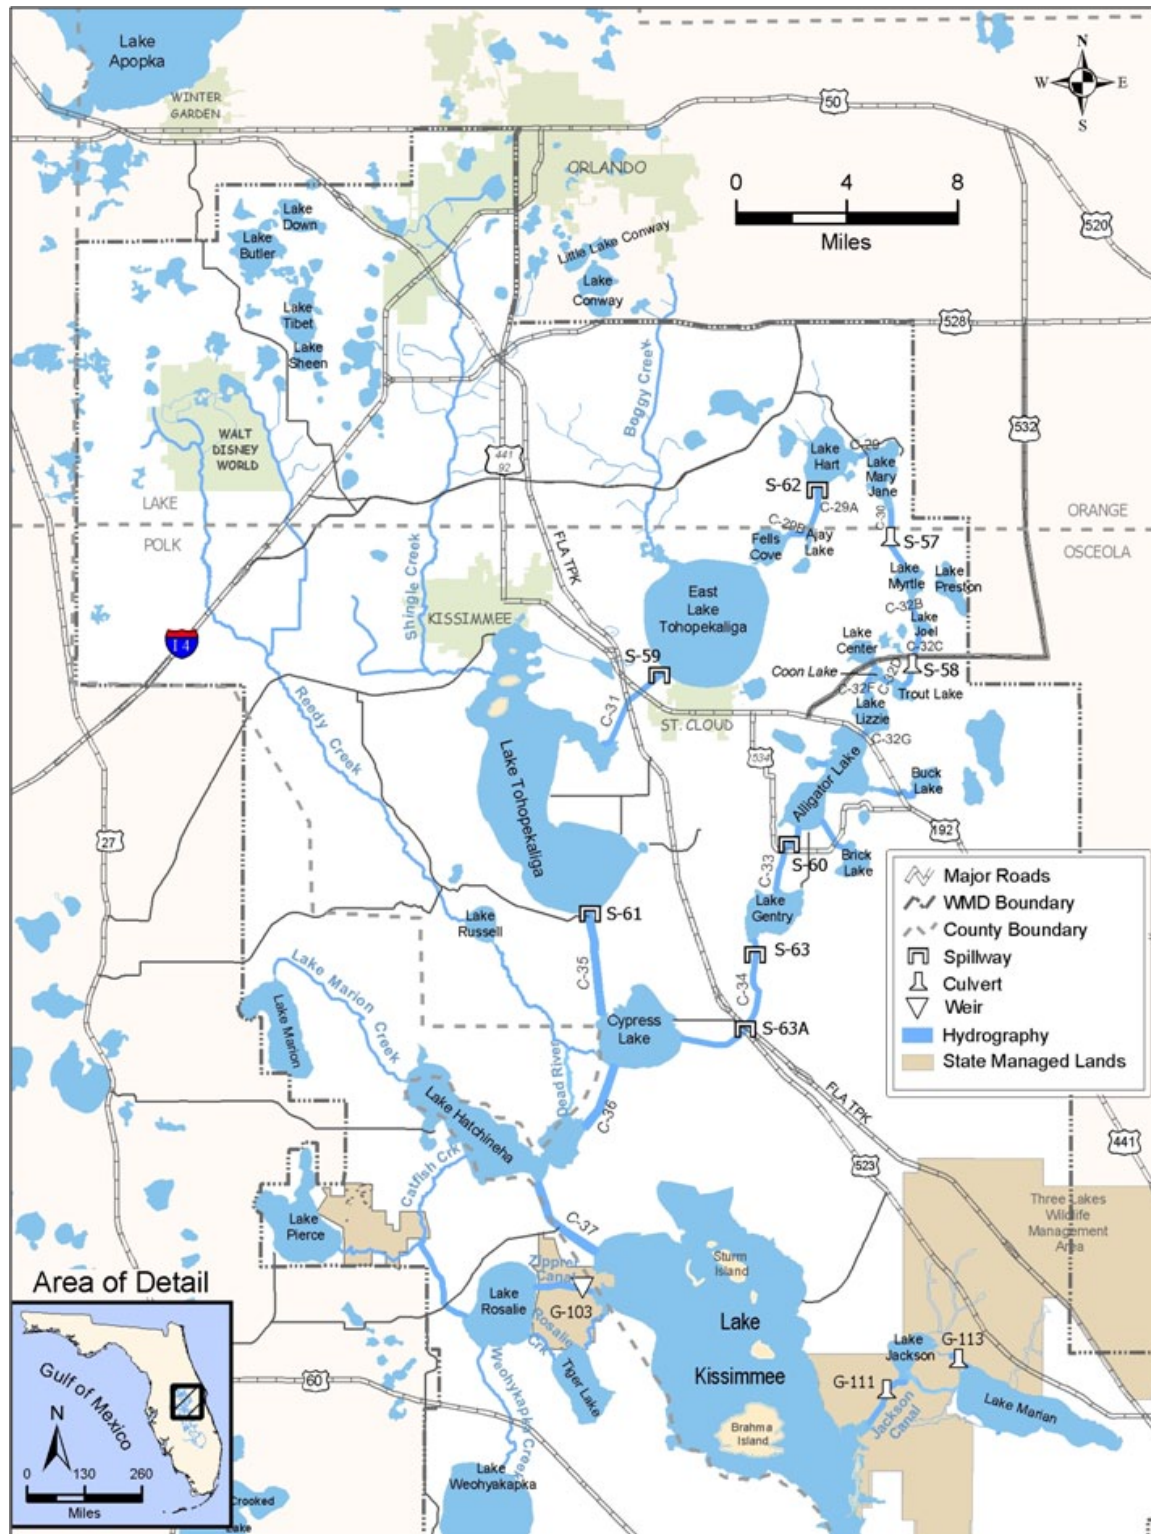 Lake
Apopka
WINTER
GARDEN
50
N
W
E
S
ORLANDO
0
4
8
Miles
520
Lake
Down
Lake
Butler
Little Lake Conway
Lake
Conway
Lake
Tibet
Lake
Sheen
528
Boggy Creek
WALT
DISNEY
WORLD
441
92
532
Lake
Hart
C-29
Lake
Mary
Jane
S-62
C-29A
C-30
LAKE
ORANGE
POLK
OSCEOLA
C-29B
Ajay
Lake
Fells
Cove
S-57
FLA TPK
Shingle Creek
Lake
Myrtle
Lake
Preston
East
Lake
Tohopekaliga
C-32B
Lake
Joel
KISSIMMEE
I 4
Lake
Center
C-32C
S-59
Coon Lake
C-32D
S-58
C-32F
Trout Lake
Reedy Creek
C-31
ST. CLOUD
Lake
Lizzie
C-32G
534
Lake Tohopekaliga
Alligator Lake
Buck
Lake
27
192
S-60
Brick
Lake
C-33
Major Roads
WMD Boundary
County Boundary
Spillway
Culvert
Weir
Hydrography
State Managed Lands
Lake
Gentry
S-61
Lake
Russell
S-63
Lake Marion Creek
C-35
C-34
Lake Marion
Cypress
Lake
S-63A
Dead River
C-36
FLA TPK
Lake Hatchineha
441
523
Catfish Crk
Three Lakes
Wildlife
Management
Area
Lake
Pierce
C-37
Sturm
Island
Zipprer
Canal
Area of Detail
Lake
Rosalie
G-103
Rosalie
Crk
Lake
Kissimmee
Lake
Jackson
G-113
G-111
Tiger Lake
Jackson
Canal
Lake Marian
60
Gulf of Mexico
N
0
130
260
Miles
Weohyakapka Creek
Brahma
Island
Lake
Weohyakapka
Crooked
Lake